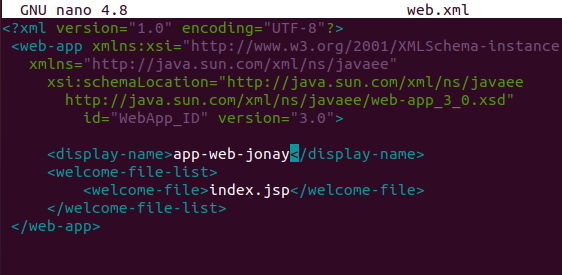 GNU nano 4.8 web.xml
<?xml version="1.0" encoding="UTF-8"?>
<web-app xmlns:xsi="http://www.w3.org/2001/XMLSchema-instance
xmlns="http://java.sun.com/xml/ns/javaee"
xsi:schemaLocation="http://java.sun.com/xml/ns/javaee
http://java.sun.com/xml/ns/javaee/web-app_3_0.xsd"
id="WebApp_ID" version="3.0">
<display-name>app-web-jonay</display-name>
<welcome-file-list>
<welcome-file>index.jsp</welcome-file>
</welcome-file-list>
</web-app>